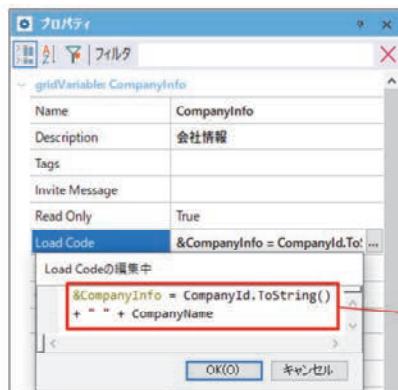 プロパティ
フィルタ
gridVariable: CompanyInfo
Name CompanyInfo
Description 会社情報
Tags
Invite Message
Read Only True
Load Code &CompanyInfo = CompanyId.ToS ...
Load Codeの編集中
&CompanyInfo = CompanyId.ToString()
+ " " + CompanyName
OK(O) キャンセル